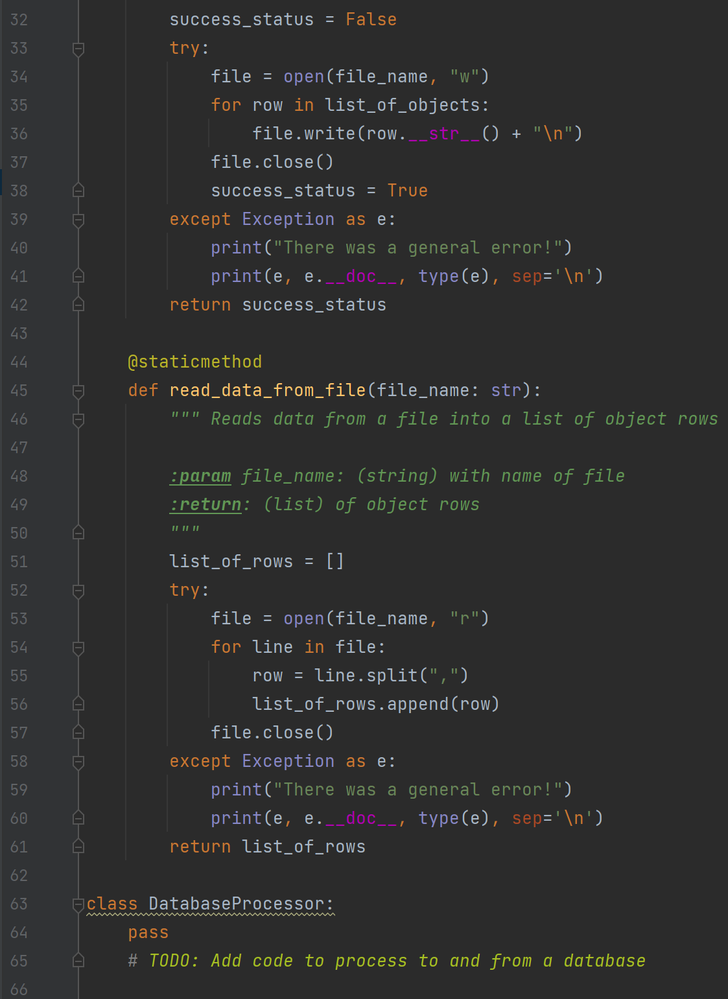 32 success_status = False
33 try:
34 file = open(file_name, "w")
35 for row in list_of_objects:
36 file.write(row.__str__() + "\n")
37 file.close()
38 success_status = True
39 except Exception as e:
40 print("There was a general error!")
41 print(e, e.__doc__, type(e), sep='\n')
42 return success_status
43
44 @staticmethod
45 def read_data_from_file(file_name: str):
46 """ Reads data from a file into a list of object rows
47
48 :param file_name: (string) with name of file
49 :return: (list) of object rows
50 """
51 list_of_rows = []
52 try:
53 file = open(file_name, "r")
54 for line in file:
55 row = line.split(",")
56 list_of_rows.append(row)
57 file.close()
58 except Exception as e:
59 print("There was a general error!")
60 print(e, e.__doc__, type(e), sep='\n')
61 return list_of_rows
62
63 class DatabaseProcessor:
64 pass
65 # TODO: Add code to process to and from a database
66